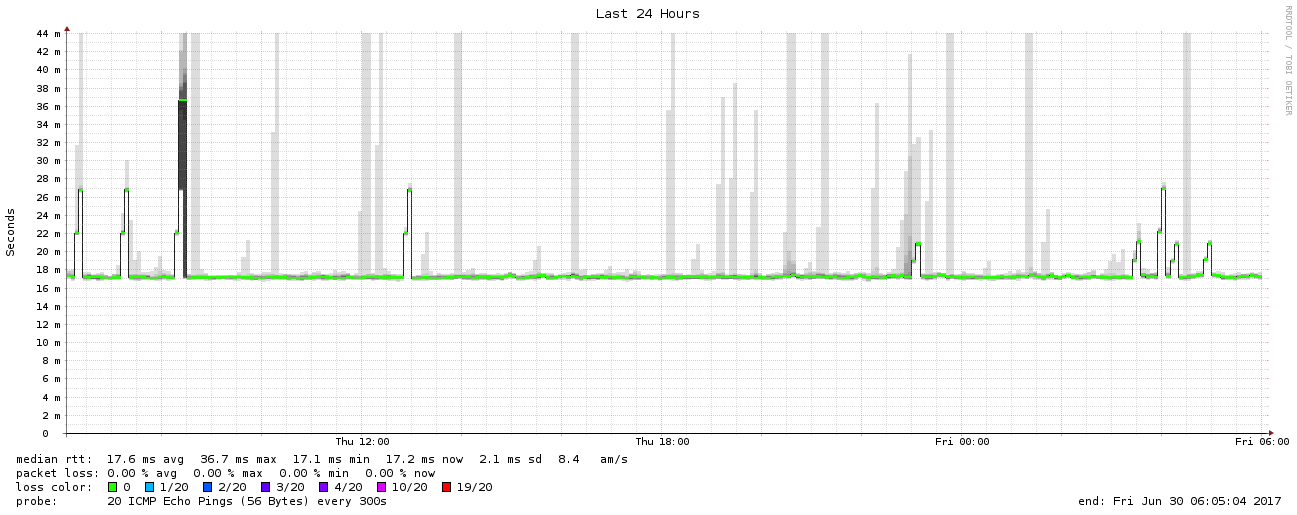 Last 24 Hours
RRDTOOL / TOBI OETIKER
Seconds
44 m
42 m
40 m
38 m
36 m
34 m
32 m
30 m
28 m
26 m
24 m
22 m
20 m
18 m
16 m
14 m
12 m
10 m
8 m
6 m
4 m
2 m
0
Thu 12:00 Thu 18:00 Fri 00:00 Fri 06:00
median rtt: 17.6 ms avg 36.7 ms max 17.1 ms min 17.2 ms now 2.1 ms sd 8.4 am/s
packet loss: 0.00 % avg 0.00 % max 0.00 % min 0.00 % now
loss color: 0 1/20 2/20 3/20 4/20 10/20 19/20
probe: 20 ICMP Echo Pings (56 Bytes) every 300s end: Fri Jun 30 06:05:04 2017